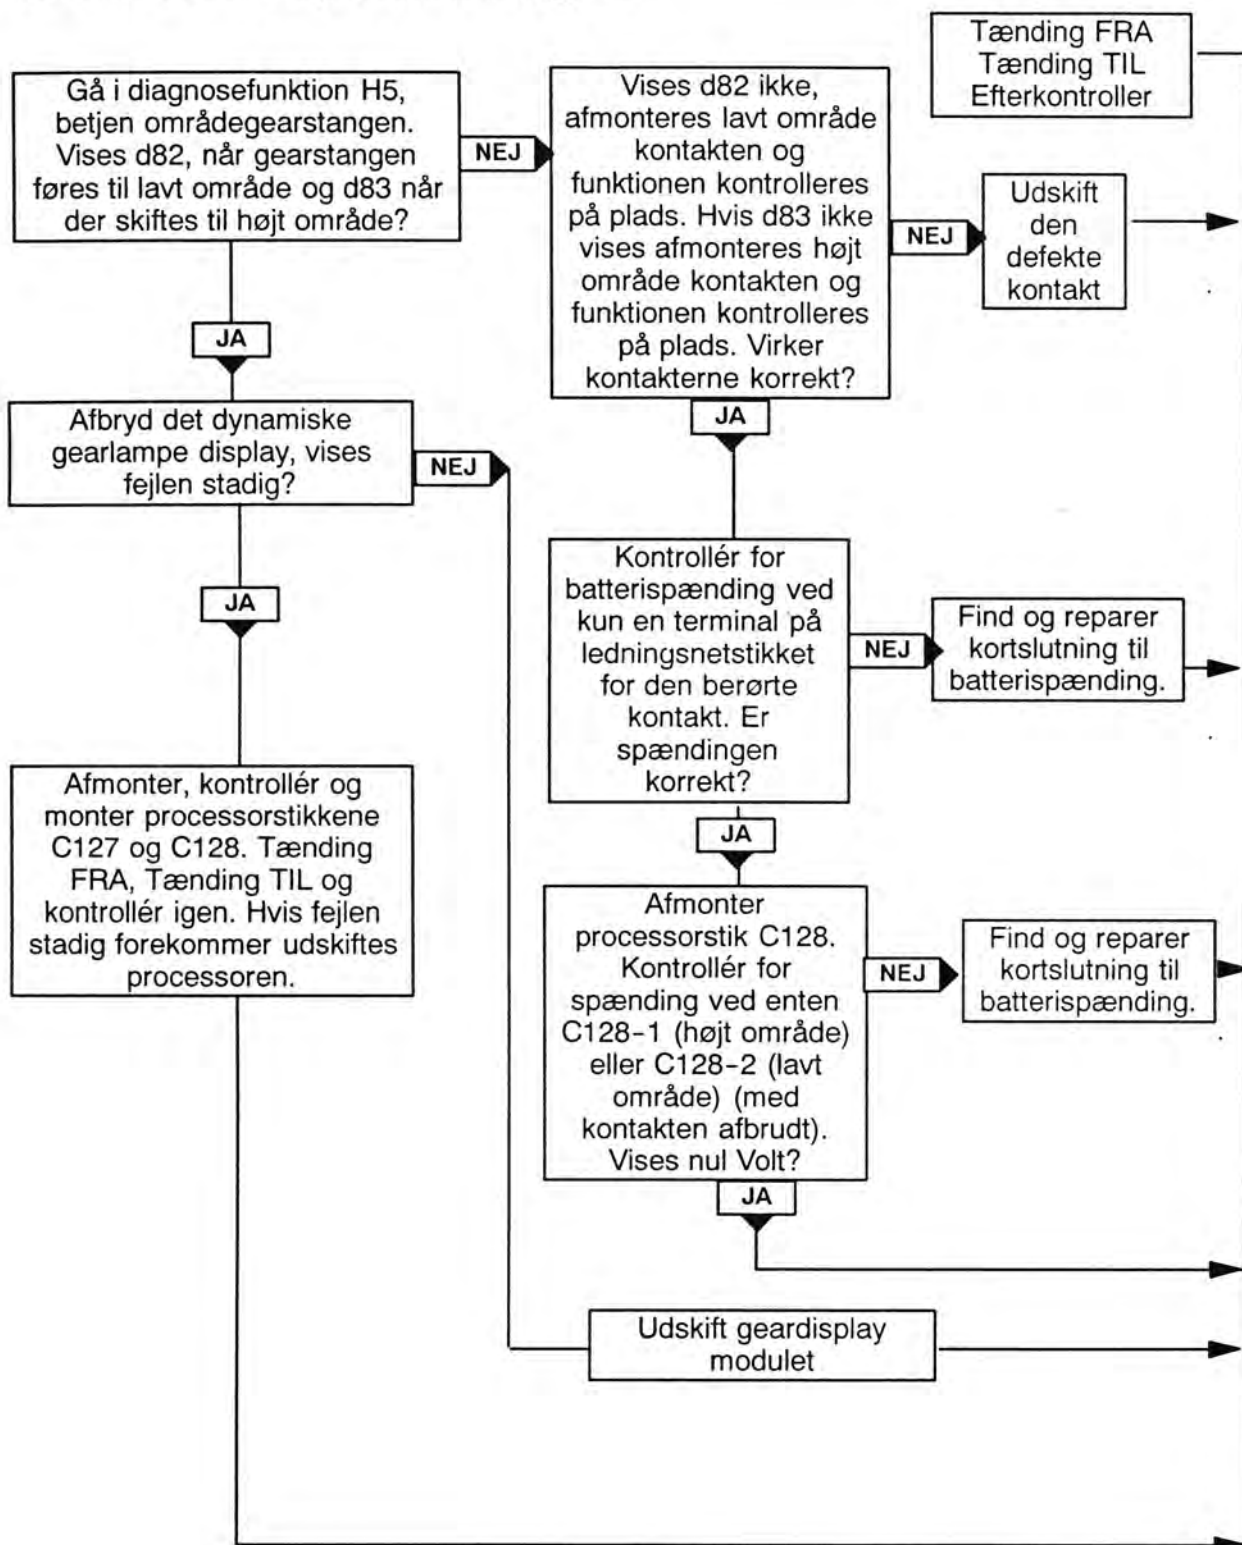 Tænding FRA
Tænding TIL
Efterkontroller
Gå i diagnosefunktion H5,
betjen områdegearstangen.
Vises d82, når gearstangen
føres til lavt område og d83 når
der skiftes til højt område?
NEJ
Vises d82 ikke,
afmonteres lavt område
kontakten og
funktionen kontrolleres
på plads. Hvis d83 ikke
vises afmonteres højt
område kontakten og
funktionen kontrolleres
på plads. Virker
kontakterne korrekt?
NEJ
Udskift
den
defekte
kontakt
JA
JA
Afbryd det dynamiske
gearlampe display, vises
fejlen stadig?
NEJ
Kontrollér for
batterispænding ved
kun en terminal på
ledningsnetstikket
for den berørte
kontakt. Er
spændingen
korrekt?
NEJ
Find og reparer
kortslutning til
batterispænding.
JA
JA
Afmonter, kontrollér og
monter processorstikkene
C127 og C128. Tænding
FRA, Tænding TIL og
kontrollér igen. Hvis fejlen
stadig forekommer udskiftes
processoren.
Afmonter
processorstik C128.
Kontrollér for
spænding ved enten
C128-1 (højt område)
eller C128-2 (lavt
område) (med
kontakten afbrudt).
Vises nul Volt?
NEJ
Find og reparer
kortslutning til
batterispænding.
JA
Udskift geardisplay
modulet